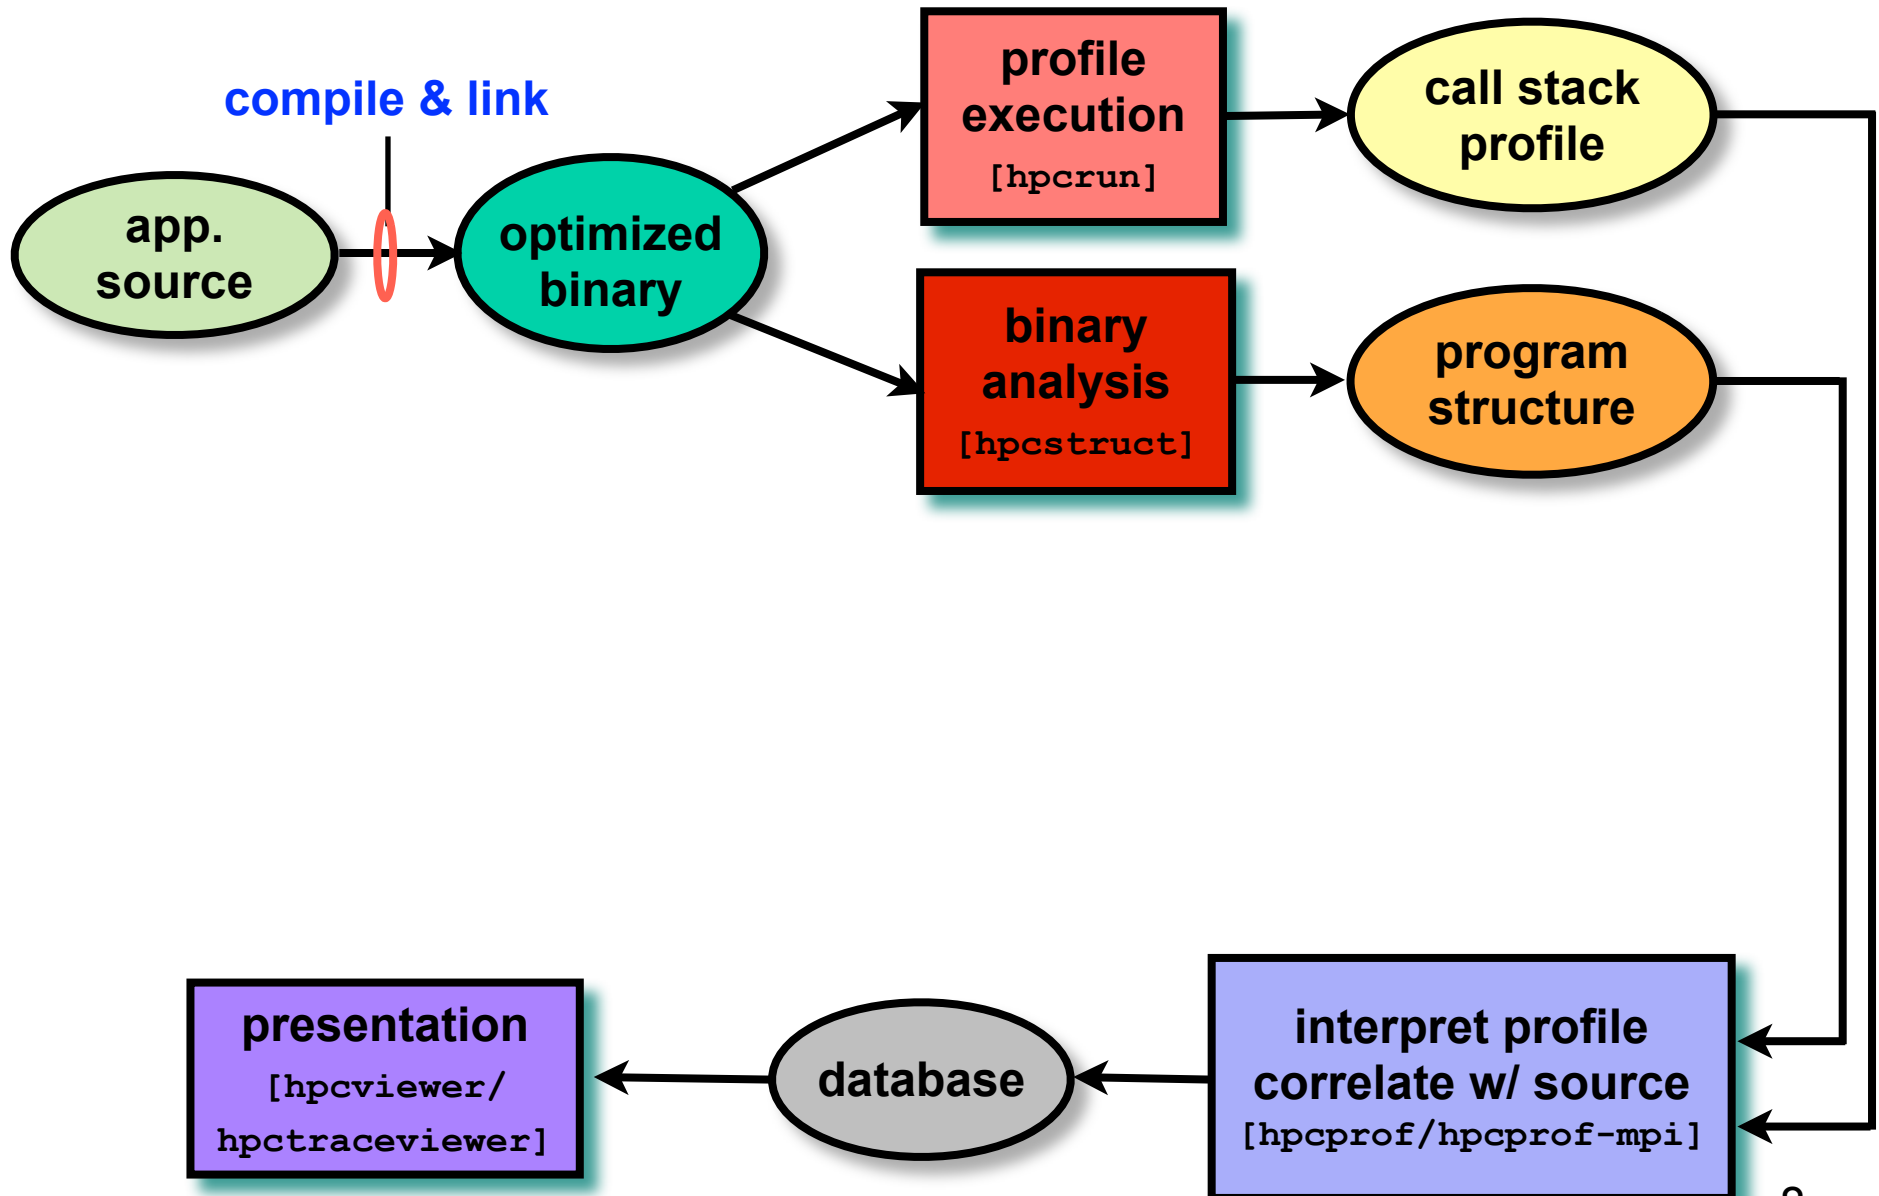 compile & link
app.
source
optimized
binary
profile
execution
[hpcrun]
call stack
profile
binary
analysis
[hpcstruct]
program
structure
presentation
[hpcviewer/
hpctraceviewer]
database
interpret profile
correlate w/ source
[hpcprof/hpcprof-mpi]